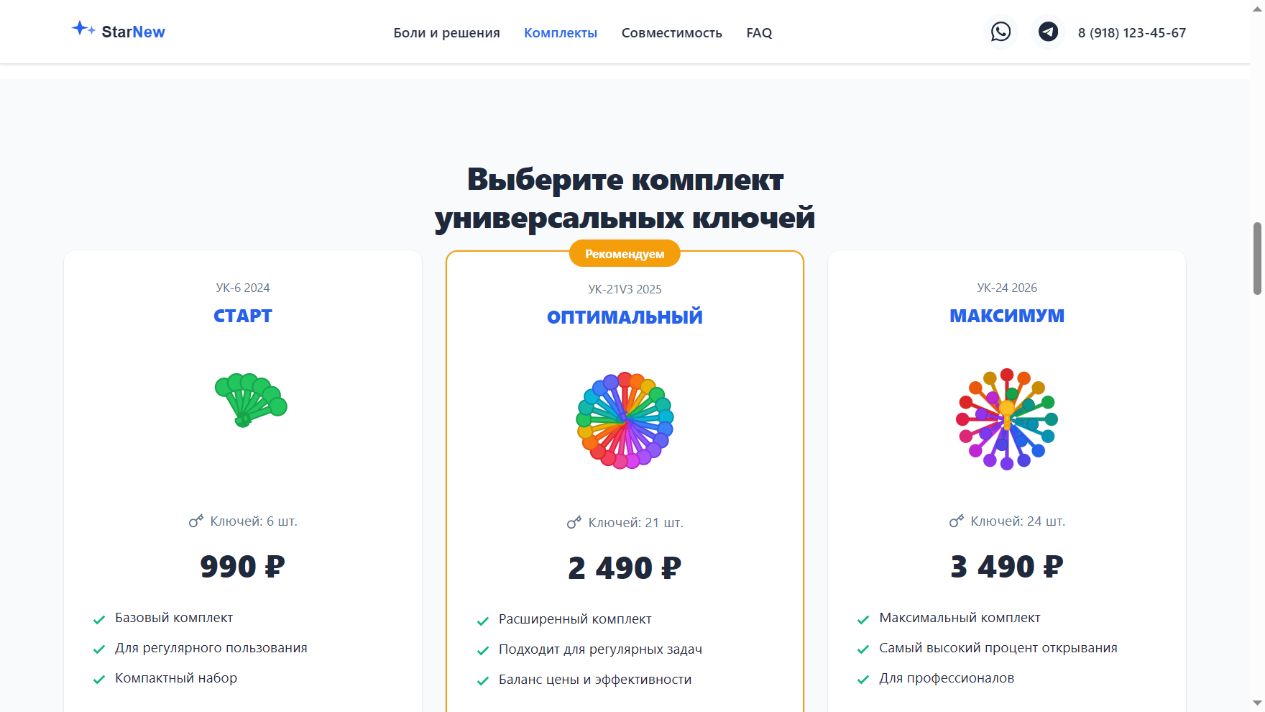 StarNew
Боли и решения
Комплекты
Совместимость
FAQ
8 (918) 123-45-67
Выберите комплект
универсальных ключей
УК-6 2024
СТАРТ
Ключей: 6 шт.
990 ₽
Базовый комплект
Для регулярного пользования
Компактный набор
Рекомендуем
УК-21V3 2025
ОПТИМАЛЬНЫЙ
Ключей: 21 шт.
2 490 ₽
Расширенный комплект
Подходит для регулярных задач
Баланс цены и эффективности
УК-24 2026
МАКСИМУМ
Ключей: 24 шт.
3 490 ₽
Максимальный комплект
Самый высокий процент открывания
Для профессионалов